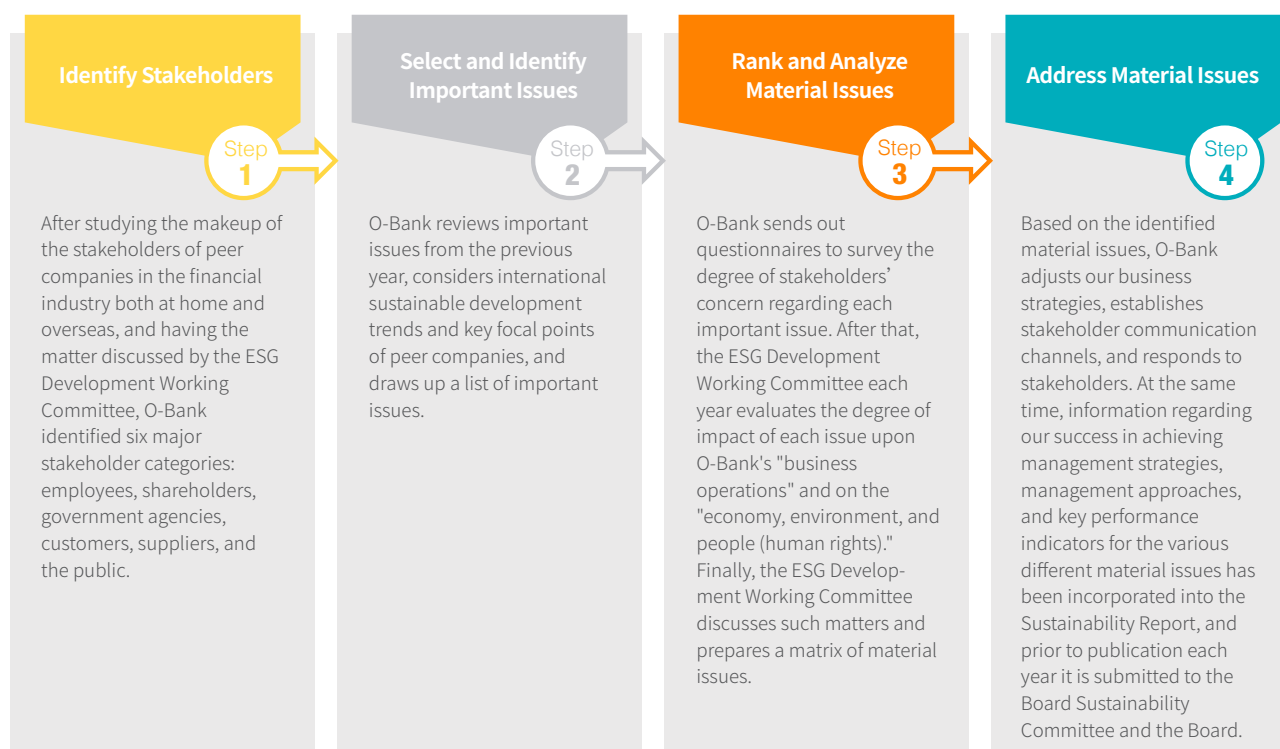 Identify Stakeholders
Step
1
After studying the makeup of
the stakeholders of peer
companies in the financial
industry both at home and
overseas, and having the
matter discussed by the ESG
Development Working
Committee, O-Bank
identified six major
stakeholder categories:
employees, shareholders,
government agencies,
customers, suppliers, and
the public.
Select and Identify
Important Issues
Step
2
O-Bank reviews important
issues from the previous
year, considers international
sustainable development
trends and key focal points
of peer companies, and
draws up a list of important
issues.
Rank and Analyze
Material Issues
Step
3
O-Bank sends out
questionnaires to survey the
degree of stakeholders’
concern regarding each
important issue. After that,
the ESG Development
Working Committee each
year evaluates the degree of
impact of each issue upon
O-Bank's "business
operations" and on the
"economy, environment, and
people (human rights)."
Finally, the ESG Develop-
ment Working Committee
discusses such matters and
prepares a matrix of material
issues.
Address Material Issues
Step
4
Based on the identified
material issues, O-Bank
adjusts our business
strategies, establishes
stakeholder communication
channels, and responds to
stakeholders. At the same
time, information regarding
our success in achieving
management strategies,
management approaches,
and key performance
indicators for the various
different material issues has
been incorporated into the
Sustainability Report, and
prior to publication each
year it is submitted to the
Board Sustainability
Committee and the Board.